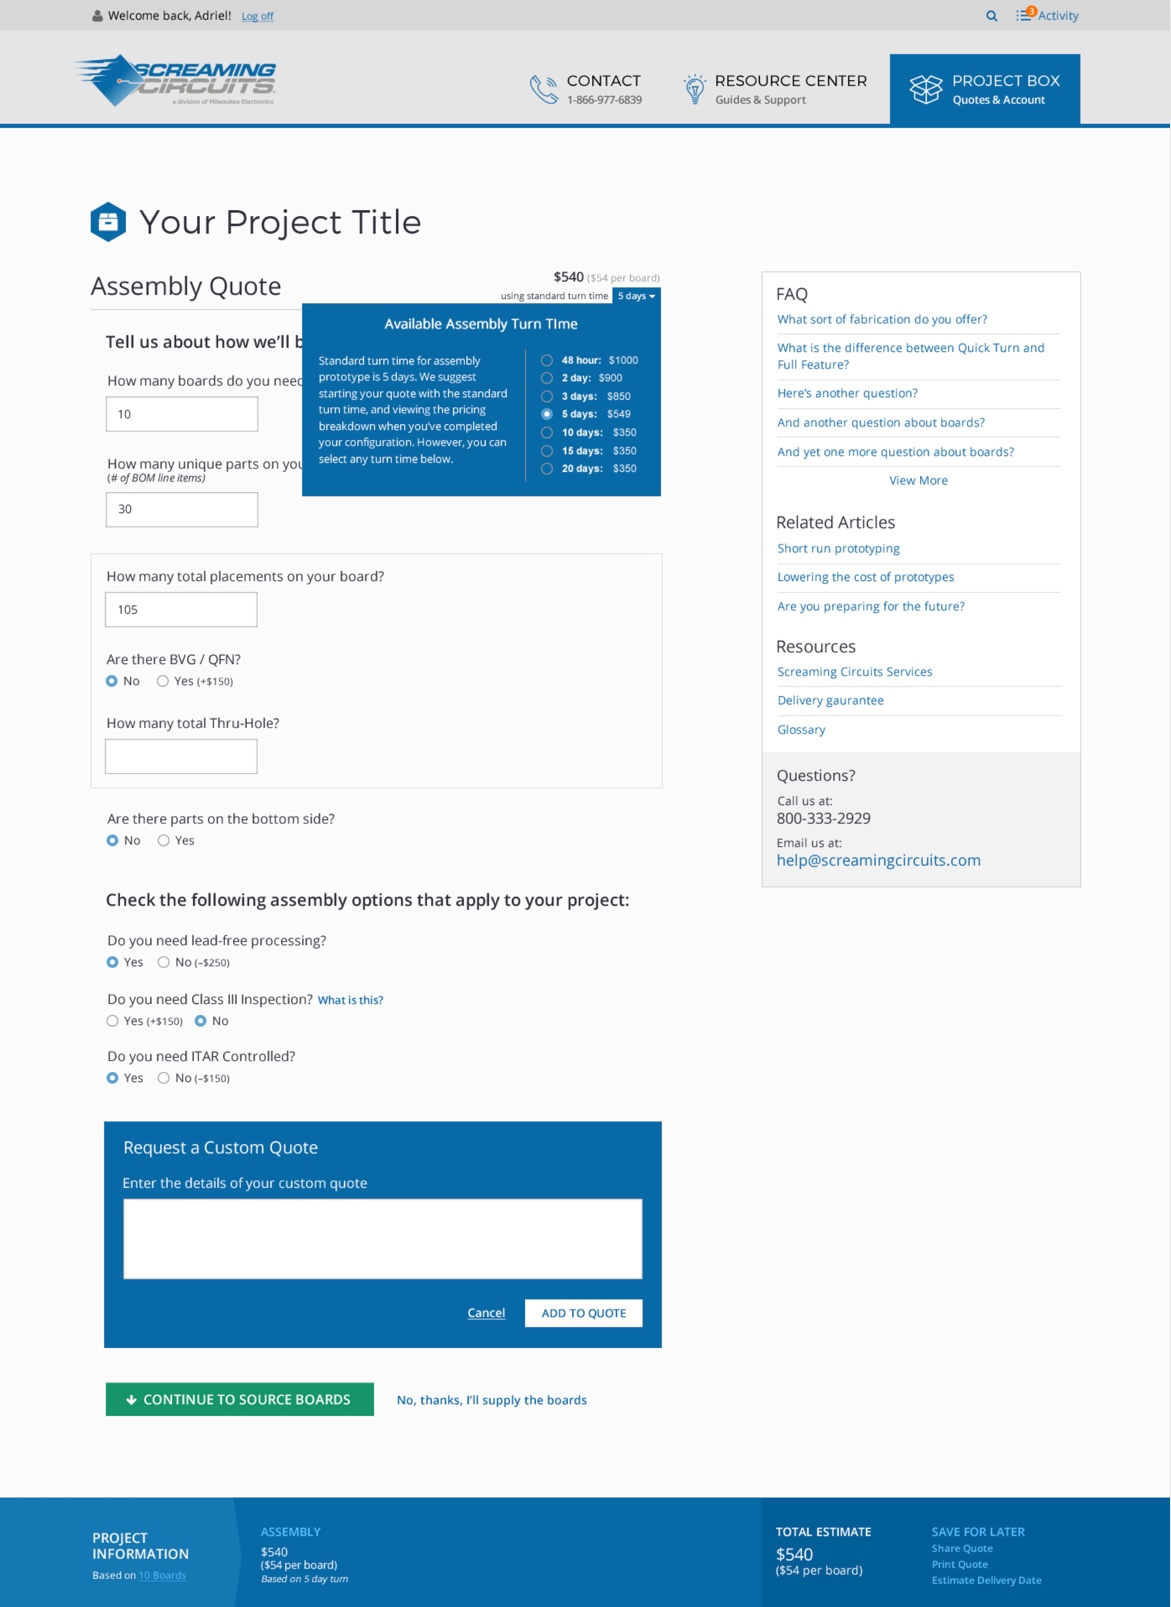 Welcome back, Adriel! Log off
3
Activity
SCREAMING
CIRCUITS
a division of Milwaukee Electronics
CONTACT
1-866-977-6839
RESOURCE CENTER
Guides & Support
PROJECT BOX
Quotes & Account
Your Project Title
Assembly Quote
$540 ($54 per board)
using standard turn time 5 days
Available Assembly Turn TIme
Standard turn time for assembly
prototype is 5 days. We suggest
starting your quote with the standard
turn time, and viewing the pricing
breakdown when you've completed
your configuration. However, you can
select any turn time below.
48 hour: $1000
2 day: $900
3 days: $850
5 days: $549
10 days: $350
15 days: $350
20 days: $350
Tell us about how we'll b
How many boards do you need
10
How many unique parts on you
(# of BOM line items)
30
How many total placements on your board?
105
Are there BVG / QFN?
No Yes (+$150)
How many total Thru-Hole?
Are there parts on the bottom side?
No Yes
Check the following assembly options that apply to your project:
Do you need lead-free processing?
Yes No (–$250)
Do you need Class III Inspection? What is this?
Yes (+$150) No
Do you need ITAR Controlled?
Yes No (–$150)
Request a Custom Quote
Enter the details of your custom quote
Cancel ADD TO QUOTE
CONTINUE TO SOURCE BOARDS No, thanks, I'll supply the boards
FAQ
What sort of fabrication do you offer?
What is the difference between Quick Turn and
Full Feature?
Here's another question?
And another question about boards?
And yet one more question about boards?
View More
Related Articles
Short run prototyping
Lowering the cost of prototypes
Are you preparing for the future?
Resources
Screaming Circuits Services
Delivery gaurantee
Glossary
Questions?
Call us at:
800-333-2929
Email us at:
help@screamingcircuits.com
PROJECT
INFORMATION
Based on 10 Boards
ASSEMBLY
$540
($54 per board)
Based on 5 day turn
TOTAL ESTIMATE
$540
($54 per board)
SAVE FOR LATER
Share Quote
Print Quote
Estimate Delivery Date